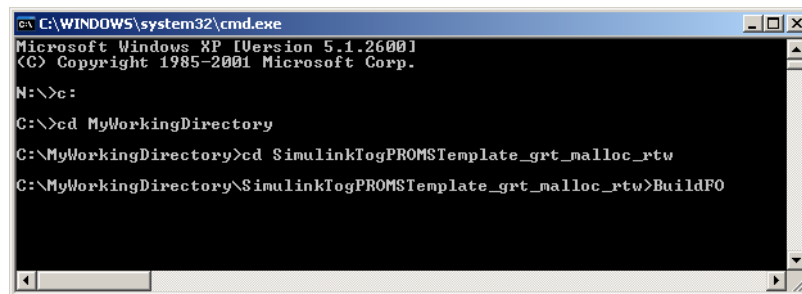 C:\WINDOWS\system32\cmd.exe
Microsoft Windows XP [Version 5.1.2600]
(C) Copyright 1985-2001 Microsoft Corp.
N:\>c:
C:\>cd MyWorkingDirectory
C:\MyWorkingDirectory>cd SimulinkTogPROMSTemplate_grt_malloc_rtw
C:\MyWorkingDirectory\SimulinkTogPROMSTemplate_grt_malloc_rtw>BuildFO